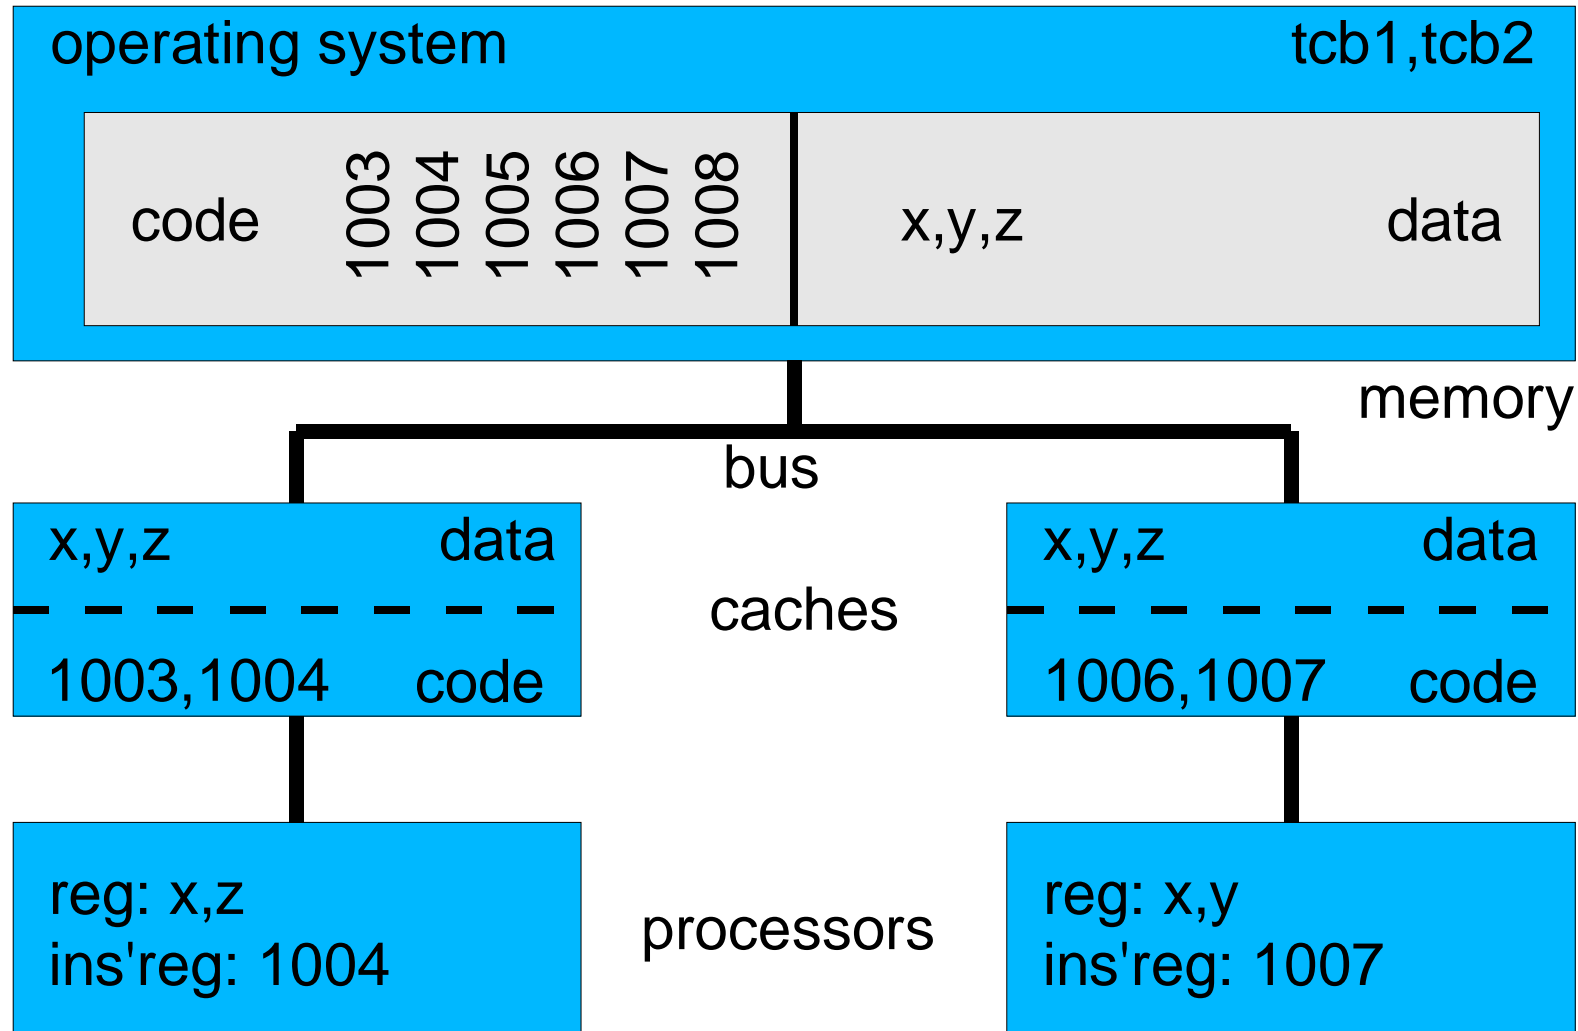 operating system tcb1,tcb2
code 1003 1004 1005 1006 1007 1008 x,y,z data
memory
bus
x,y,z data x,y,z data
caches
1003,1004 code 1006,1007 code
reg: x,z reg: x,y
processors
ins'reg: 1004 ins'reg: 1007